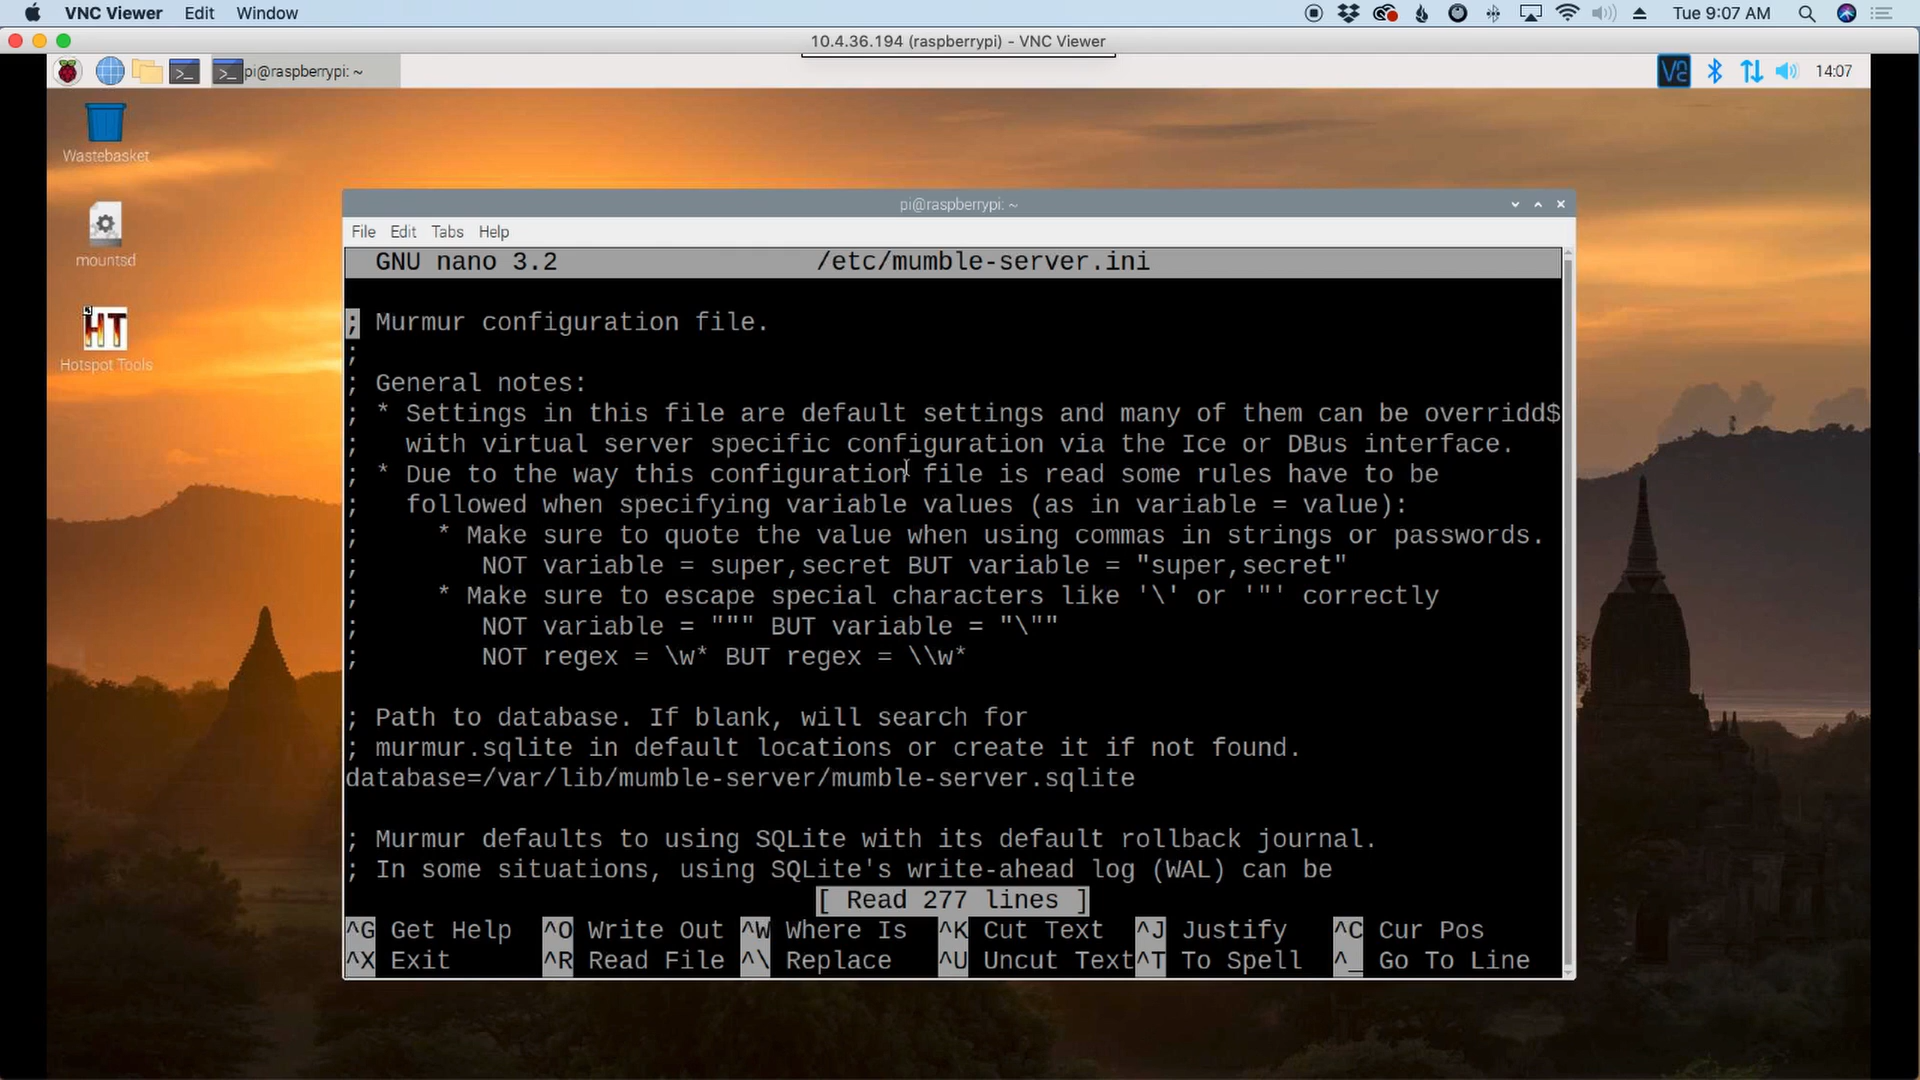 VNC Viewer Edit Window Tue 9:07 AM
10.4.36.194 (raspberrypi) - VNC Viewer
pi@raspberrypi: ~ 14:07
Wastebasket
mountsd
HT
Hotspot Tools
pi@raspberrypi: ~
File Edit Tabs Help
GNU nano 3.2 /etc/mumble-server.ini
; Murmur configuration file.
;
; General notes:
; * Settings in this file are default settings and many of them can be overridd$
; with virtual server specific configuration via the Ice or DBus interface.
; * Due to the way this configuration file is read some rules have to be
; followed when specifying variable values (as in variable = value):
; * Make sure to quote the value when using commas in strings or passwords.
; NOT variable = super,secret BUT variable = "super,secret"
; * Make sure to escape special characters like '\' or '"' correctly
; NOT variable = """ BUT variable = "\""
; NOT regex = \w* BUT regex = \\w*
; Path to database. If blank, will search for
; murmur.sqlite in default locations or create it if not found.
database=/var/lib/mumble-server/mumble-server.sqlite
; Murmur defaults to using SQLite with its default rollback journal.
; In some situations, using SQLite's write-ahead log (WAL) can be
[ Read 277 lines ]
^G Get Help ^O Write Out ^W Where Is ^K Cut Text ^J Justify ^C Cur Pos
^X Exit ^R Read File ^\ Replace ^U Uncut Text ^T To Spell ^_ Go To Line